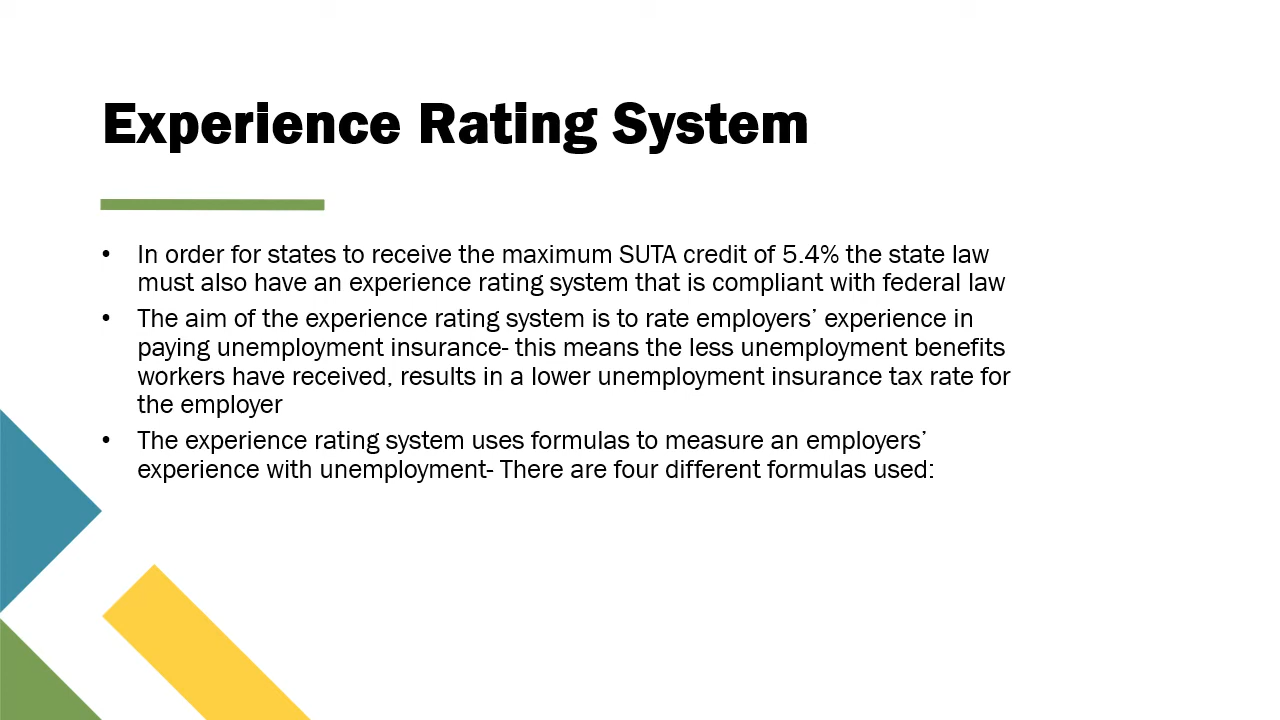 Experience Rating System
• In order for states to receive the maximum SUTA credit of 5.4% the state law
must also have an experience rating system that is compliant with federal law
• The aim of the experience rating system is to rate employers’ experience in
paying unemployment insurance- this means the less unemployment benefits
workers have received, results in a lower unemployment insurance tax rate for
the employer
• The experience rating system uses formulas to measure an employers’
experience with unemployment- There are four different formulas used: